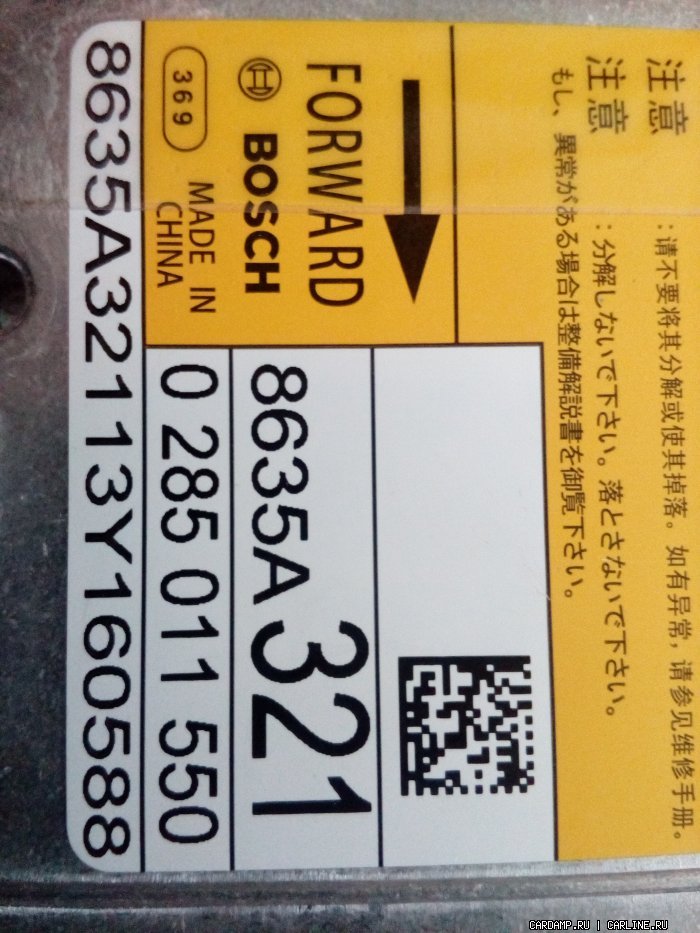 注意 :请不要将其分解或使其掉落。如有异常,请参见维修手册。
注意 :分解しないで下さい。落とさないで下さい。
もし、異常がある場合は整備解説書を御覧下さい。
FORWARD
BOSCH
369
MADE IN
CHINA
8635A321
0 285 011 550
8635A32113Y160588
CARDAMP.RU | CARLINE.RU